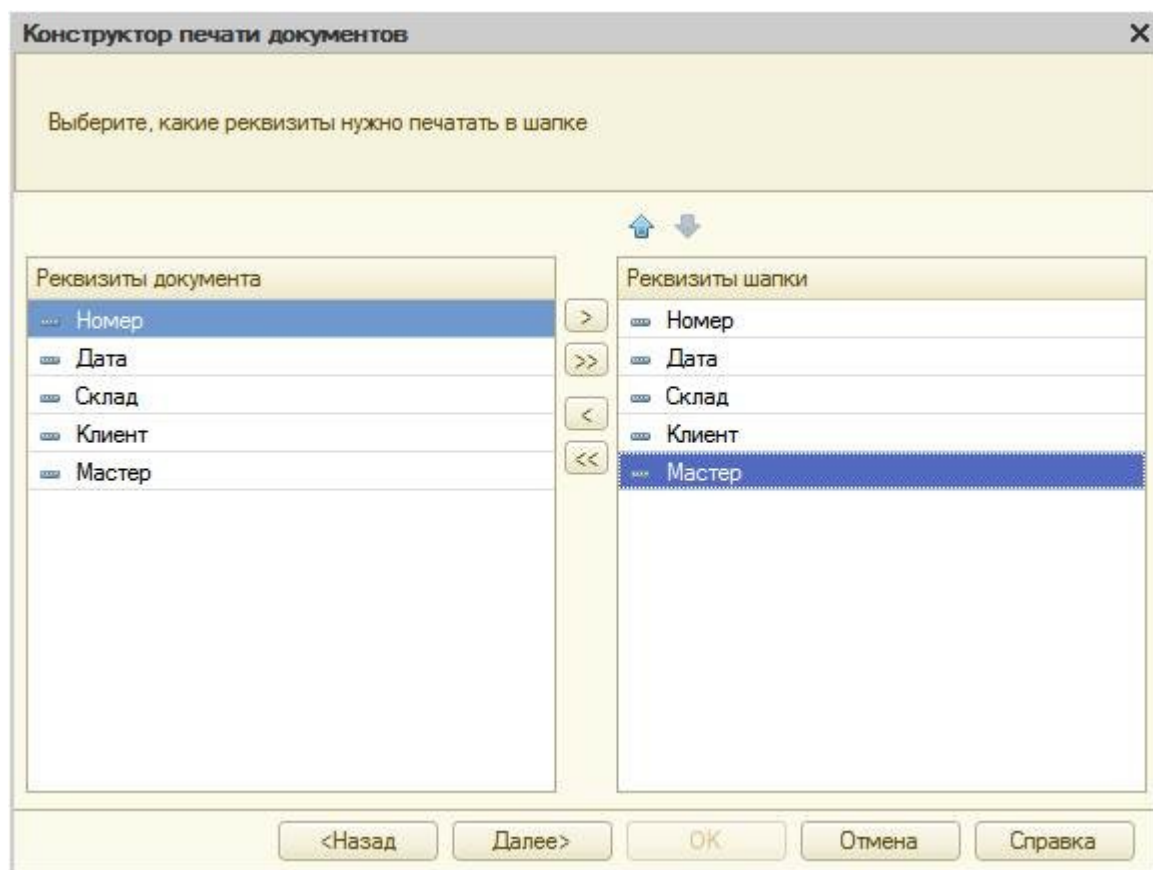 Конструктор печати документов
Выберите, какие реквизиты нужно печатать в шапке
Реквизиты документа
Номер
Дата
Склад
Клиент
Мастер
>
>>
<
<<
Реквизиты шапки
Номер
Дата
Склад
Клиент
Мастер
<Назад
Далее>
OK
Отмена
Справка